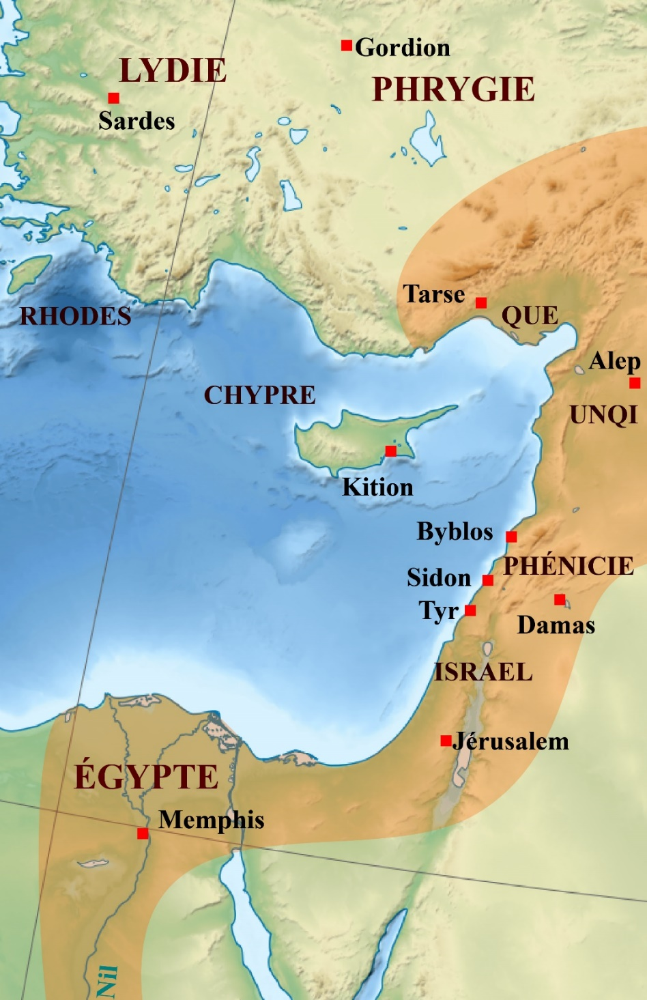 Gordion
LYDIE
PHRYGIE
Sardes
Tarse
QUE
RHODES
Alep
CHYPRE
UNQI
Kition
Byblos
PHÉNICIE
Sidon
Tyr
Damas
ISRAEL
Jérusalem
ÉGYPTE
Memphis
Nil